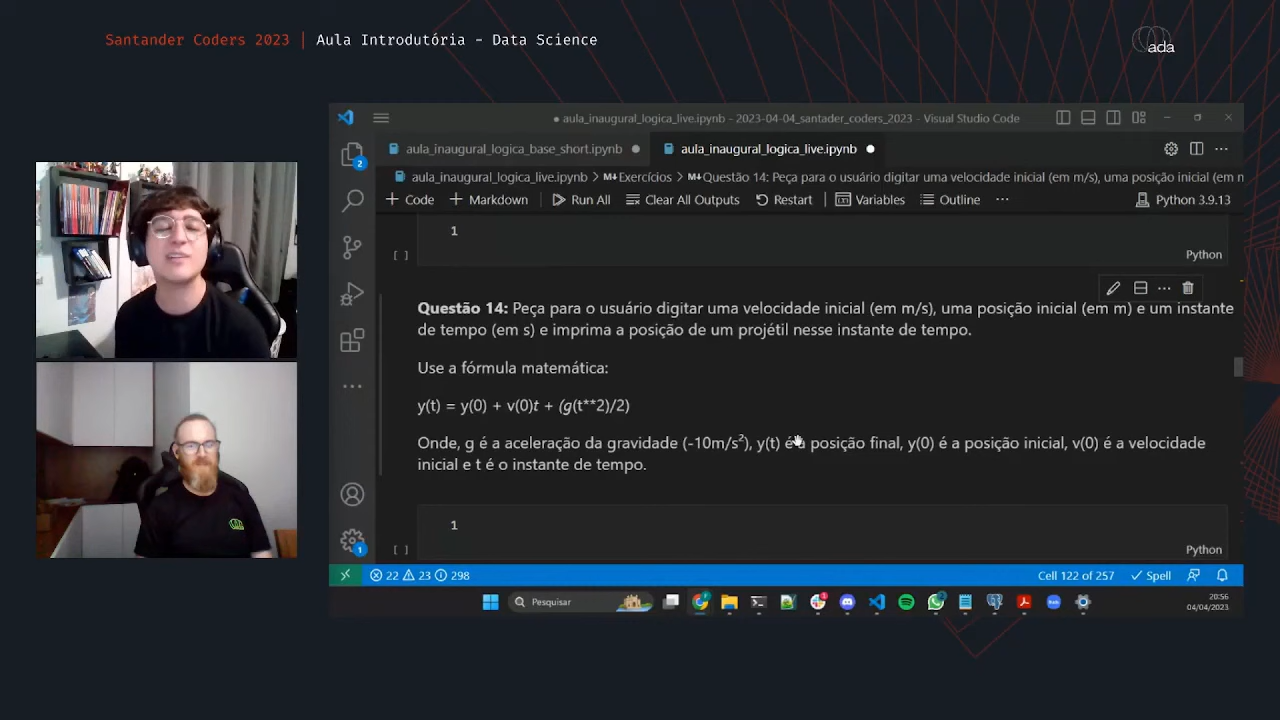 Santander Coders 2023 | Aula Introdutória - Data Science
ada
aula_inaugural_logica_live.ipynb - 2023-04-04_santader_coders_2023 - Visual Studio Code
aula_inaugural_logica_base_short.ipynb
aula_inaugural_logica_live.ipynb
2
aula_inaugural_logica_live.ipynb > M↓Exercícios > M↓Questão 14: Peça para o usuário digitar uma velocidade inicial (em m/s), uma posição inicial (em m
+ Code + Markdown Run All Clear All Outputs Restart Variables Outline ··· Python 3.9.13
1
[ ]
Python
Questão 14: Peça para o usuário digitar uma velocidade inicial (em m/s), uma posição inicial (em m) e um instante
de tempo (em s) e imprima a posição de um projétil nesse instante de tempo.
Use a fórmula matemática:
y(t) = y(0) + v(0)t + (g(t**2)/2)
Onde, g é a aceleração da gravidade (-10m/s²), y(t) é a posição final, y(0) é a posição inicial, v(0) é a velocidade
inicial e t é o instante de tempo.
1
[ ]
Python
1
22 23 298 Cell 122 of 257 Spell
Pesquisar
20:56
04/04/2023